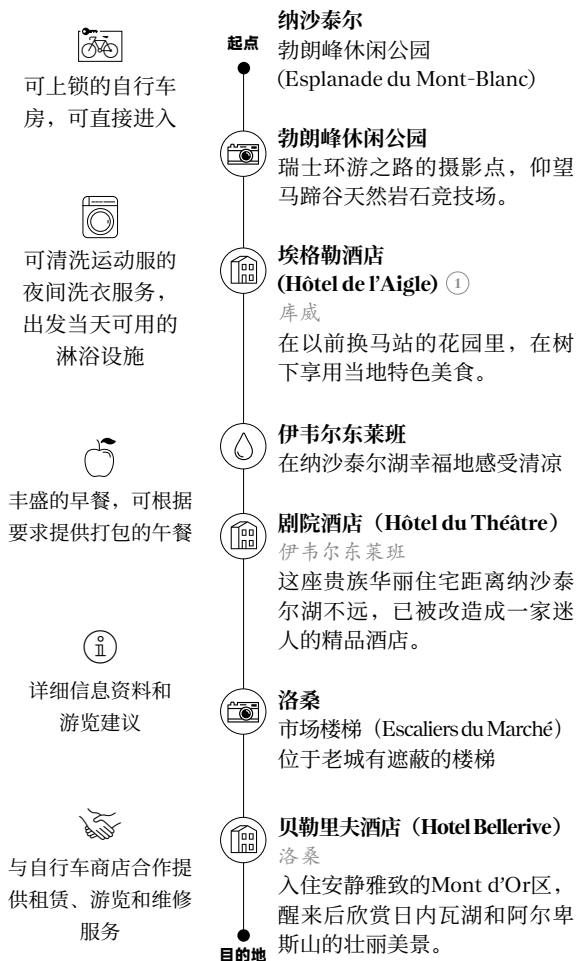 可上锁的自行车
房，可直接进入
可清洗运动服的
夜间洗衣服务，
出发当天可用的
淋浴设施
丰盛的早餐，可根据
要求提供打包的午餐
详细信息资料和
游览建议
与自行车商店合作提
供租赁、游览和维修
服务
起点
纳沙泰尔
勃朗峰休闲公园
(Esplanade du Mont-Blanc)
勃朗峰休闲公园
瑞士环游之路的摄影点，仰望
马蹄谷天然岩石竞技场。
埃格勒酒店
(Hôtel de l’Aigle) 1
库威
在以前换马站的花园里，在树
下享用当地特色美食。
伊韦尔东莱班
在纳沙泰尔湖幸福地感受清凉
剧院酒店（Hôtel du Théâtre）
伊韦尔东莱班
这座贵族华丽住宅距离纳沙泰
尔湖不远，已被改造成一家迷
人的精品酒店。
洛桑
市场楼梯（Escaliers du Marché）
位于老城有遮蔽的楼梯
贝勒里夫酒店（Hotel Bellerive）
洛桑
入住安静雅致的Mont d’Or区，
醒来后欣赏日内瓦湖和阿尔卑
斯山的壮丽美景。
目的地